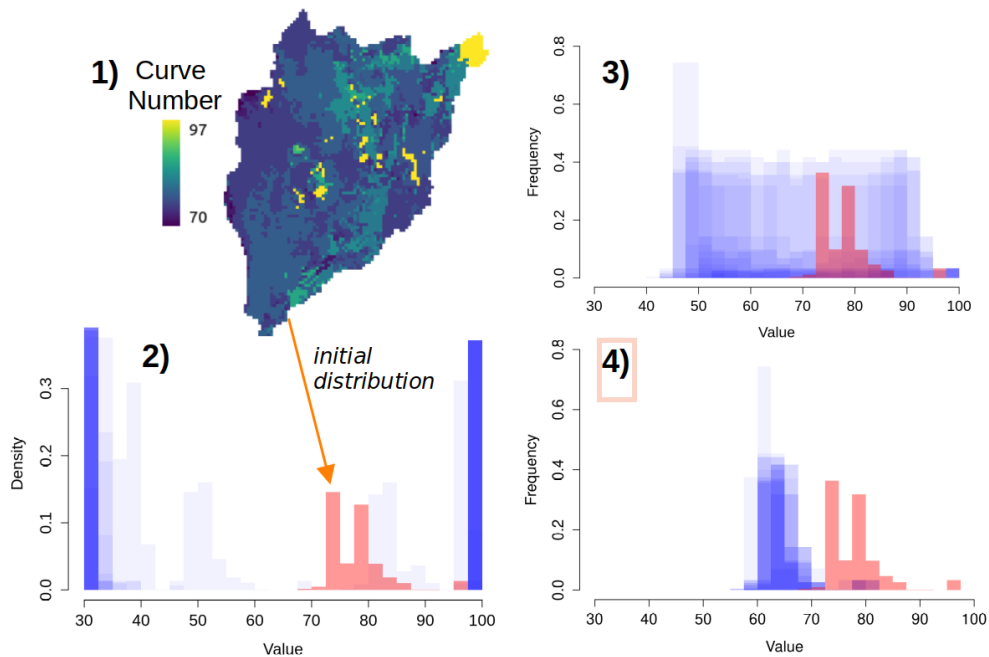 1) Curve
Number
97
70
2)
initial
distribution
Density
0.0 0.1 0.2 0.3
30 40 50 60 70 80 90 100
Value
3)
Frequency
0.0 0.2 0.4 0.6 0.8
30 40 50 60 70 80 90 100
Value
4)
Frequency
0.0 0.2 0.4 0.6 0.8
30 40 50 60 70 80 90 100
Value